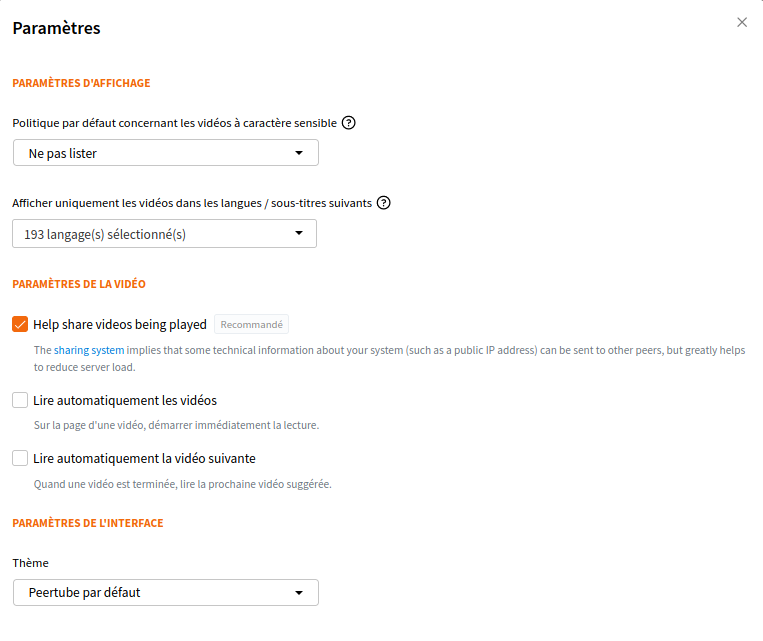 Paramètres
PARAMÈTRES D'AFFICHAGE
Politique par défaut concernant les vidéos à caractère sensible
Ne pas lister
Afficher uniquement les vidéos dans les langues / sous-titres suivants
193 langage(s) sélectionné(s)
PARAMÈTRES DE LA VIDÉO
Help share videos being played Recommandé
The sharing system implies that some technical information about your system (such as a public IP address) can be sent to other peers, but greatly helps
to reduce server load.
Lire automatiquement les vidéos
Sur la page d'une vidéo, démarrer immédiatement la lecture.
Lire automatiquement la vidéo suivante
Quand une vidéo est terminée, lire la prochaine vidéo suggérée.
PARAMÈTRES DE L'INTERFACE
Thème
Peertube par défaut